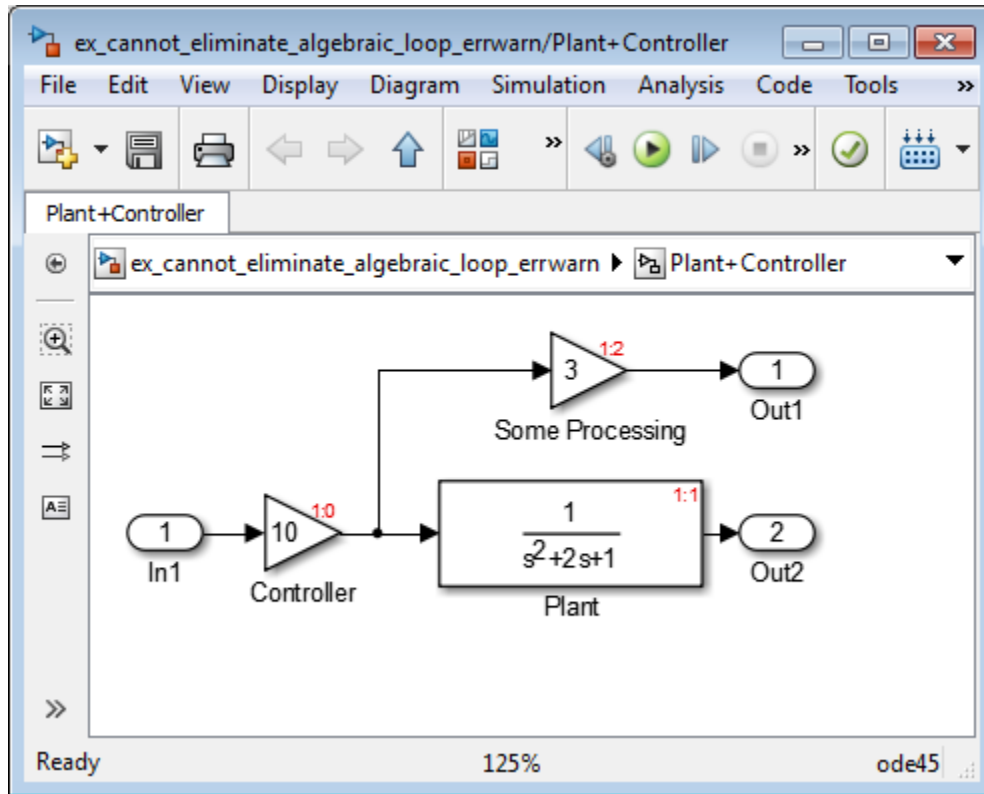 ex_cannot_eliminate_algebraic_loop_errwarn/Plant+Controller
File Edit View Display Diagram Simulation Analysis Code Tools »
» »
Plant+Controller
ex_cannot_eliminate_algebraic_loop_errwarn Plant+Controller
1:2
3 1
Out1
Some Processing
A
1:0 1:1
1 10 1 2
s²+2s+1
In1 Out2
Controller Plant
»
Ready 125% ode45